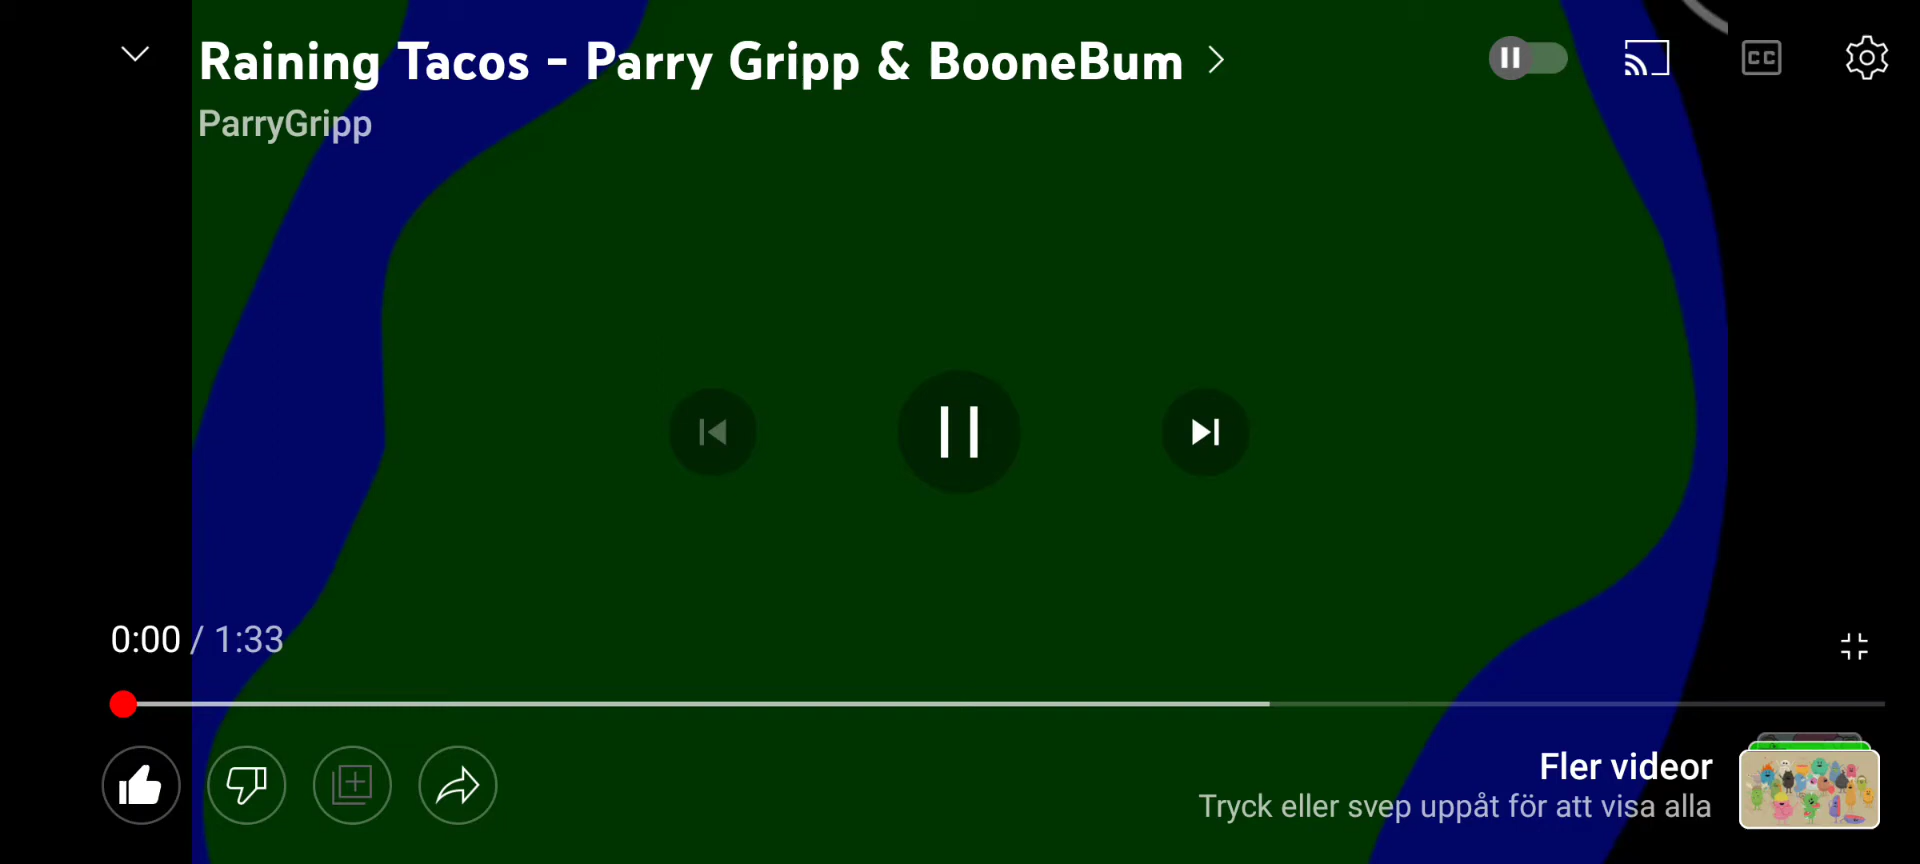 Raining Tacos - Parry Gripp & BooneBum
ParryGripp
CC
0:00 / 1:33
Fler videor
Tryck eller svep uppåt för att visa alla